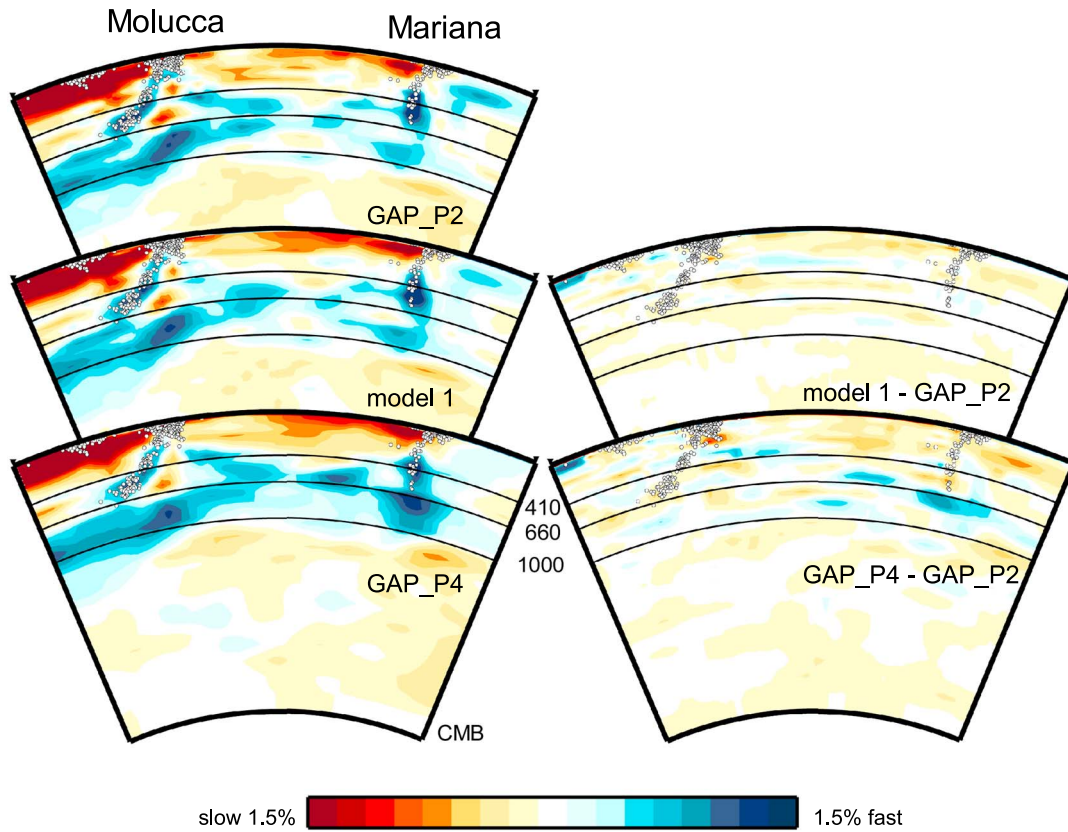 Molucca
Mariana
GAP_P2
model 1
model 1 - GAP_P2
410
660
1000
GAP_P4
GAP_P4 - GAP_P2
CMB
slow 1.5%
1.5% fast